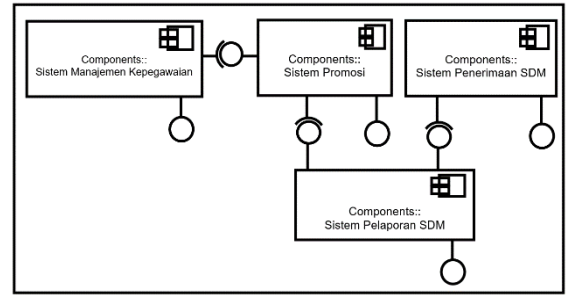 Components::
Sistem Manajemen Kepegawaian
Components::
Sistem Promosi
Components::
Sistem Penerimaan SDM
Components::
Sistem Pelaporan SDM